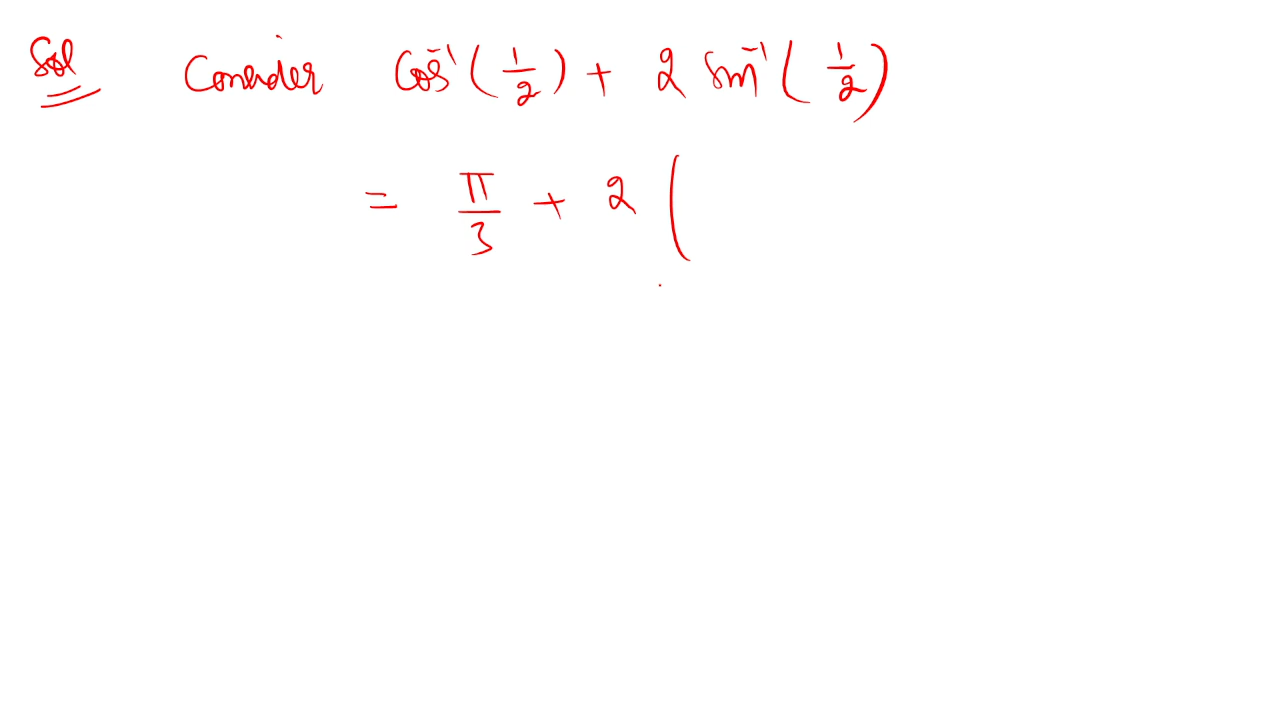 Sol Consider cos⁻¹(1/2) + 2 sin⁻¹(1/2)
= π/3 + 2 (